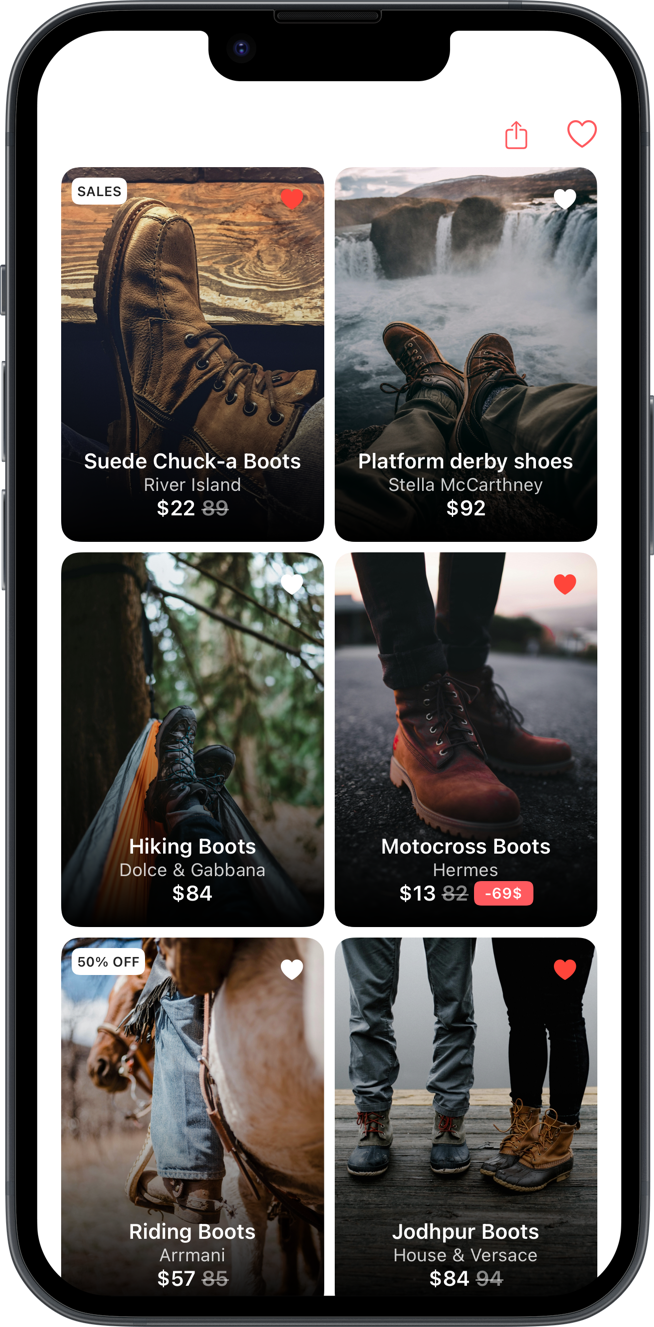 SALES
Suede Chuck-a Boots
River Island
$22 89
Platform derby shoes
Stella McCarthney
$92
Hiking Boots
Dolce & Gabbana
$84
Motocross Boots
Hermes
$13 82 -69$
50% OFF
Riding Boots
Arrmani
$57 85
Jodhpur Boots
House & Versace
$84 94